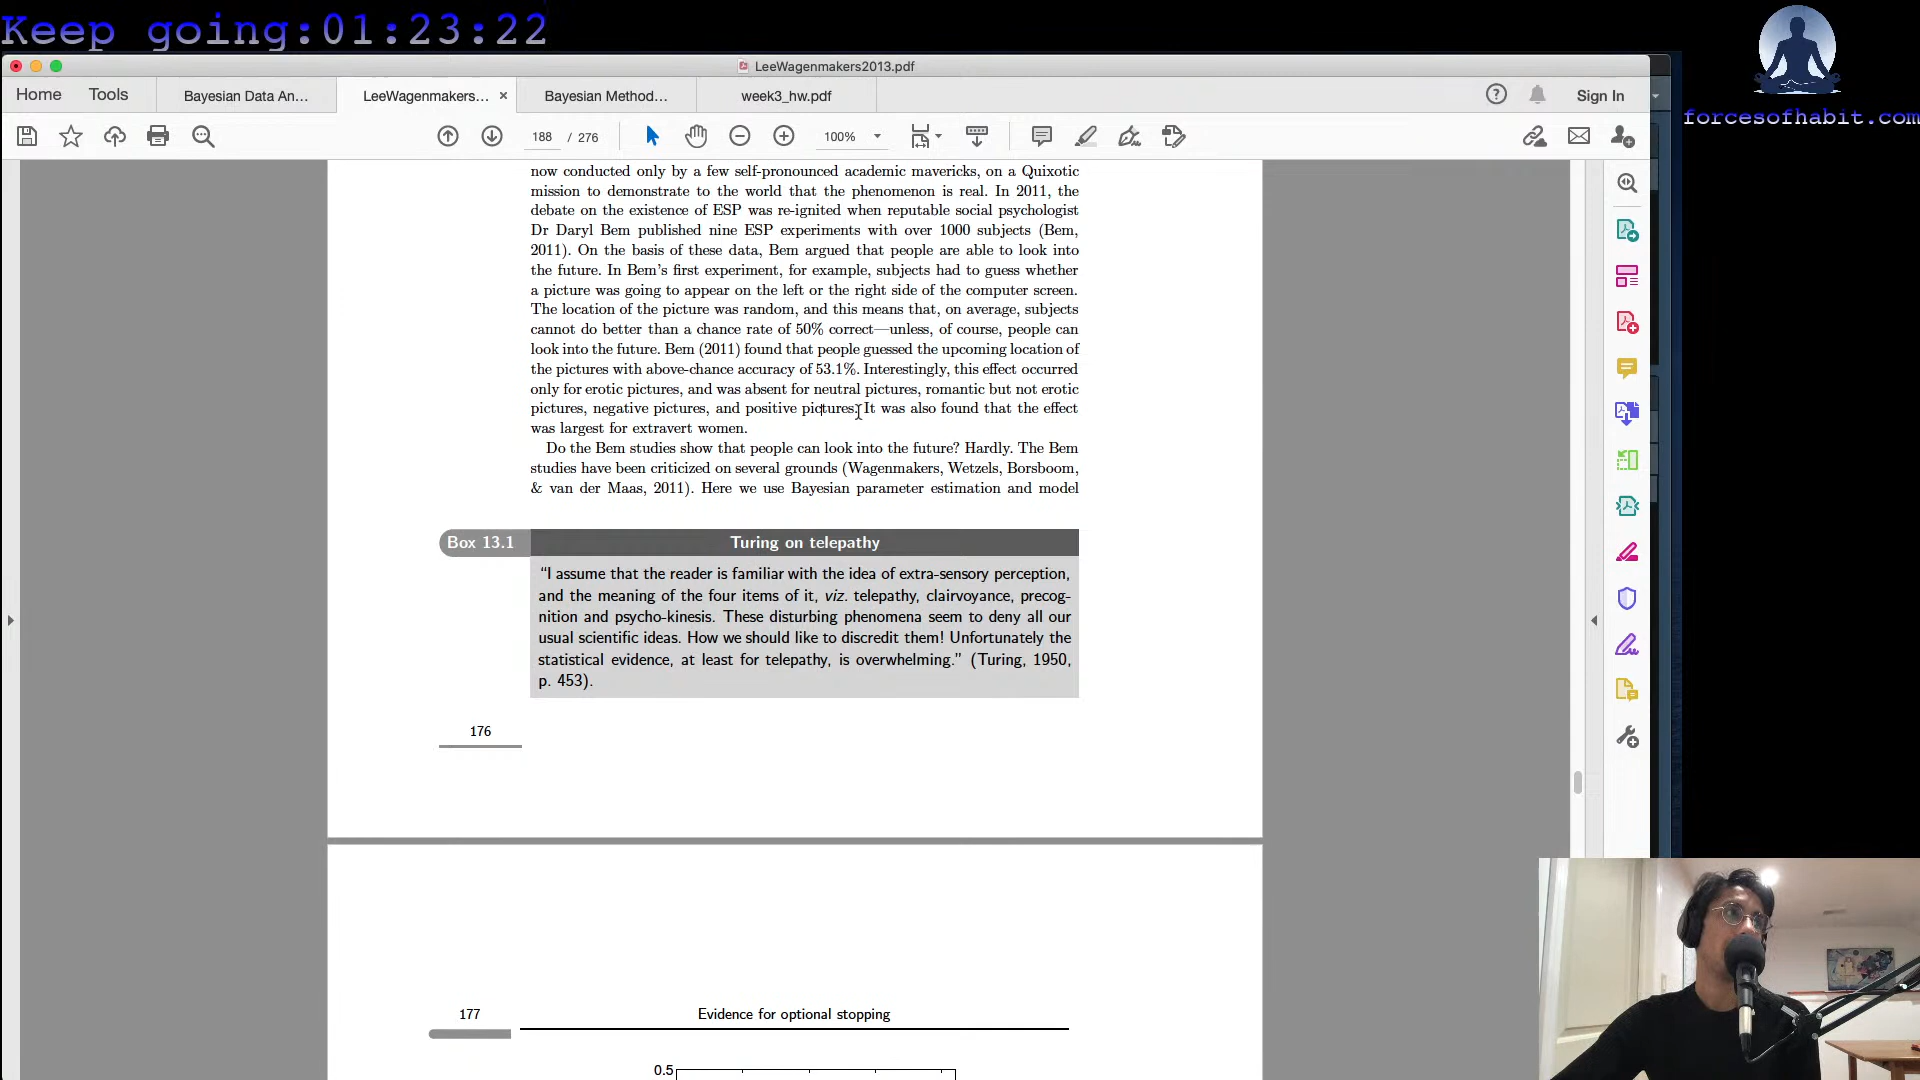 Keep going:01:23:22
forcesofhabit.com
LeeWagenmakers2013.pdf
Home
Tools
Bayesian Data An...
LeeWagenmakers... ×
Bayesian Method...
week3_hw.pdf
Sign In
188 / 276
100%
now conducted only by a few self-pronounced academic mavericks, on a Quixotic
mission to demonstrate to the world that the phenomenon is real. In 2011, the
debate on the existence of ESP was re-ignited when reputable social psychologist
Dr Daryl Bem published nine ESP experiments with over 1000 subjects (Bem,
2011). On the basis of these data, Bem argued that people are able to look into
the future. In Bem's first experiment, for example, subjects had to guess whether
a picture was going to appear on the left or the right side of the computer screen.
The location of the picture was random, and this means that, on average, subjects
cannot do better than a chance rate of 50% correct—unless, of course, people can
look into the future. Bem (2011) found that people guessed the upcoming location of
the pictures with above-chance accuracy of 53.1%. Interestingly, this effect occurred
only for erotic pictures, and was absent for neutral pictures, romantic but not erotic
pictures, negative pictures, and positive pictures. It was also found that the effect
was largest for extravert women.
Do the Bem studies show that people can look into the future? Hardly. The Bem
studies have been criticized on several grounds (Wagenmakers, Wetzels, Borsboom,
& van der Maas, 2011). Here we use Bayesian parameter estimation and model
Box 13.1
Turing on telepathy
“I assume that the reader is familiar with the idea of extra-sensory perception,
and the meaning of the four items of it, viz. telepathy, clairvoyance, precog-
nition and psycho-kinesis. These disturbing phenomena seem to deny all our
usual scientific ideas. How we should like to discredit them! Unfortunately the
statistical evidence, at least for telepathy, is overwhelming.” (Turing, 1950,
p. 453).
176
177
Evidence for optional stopping
0.5